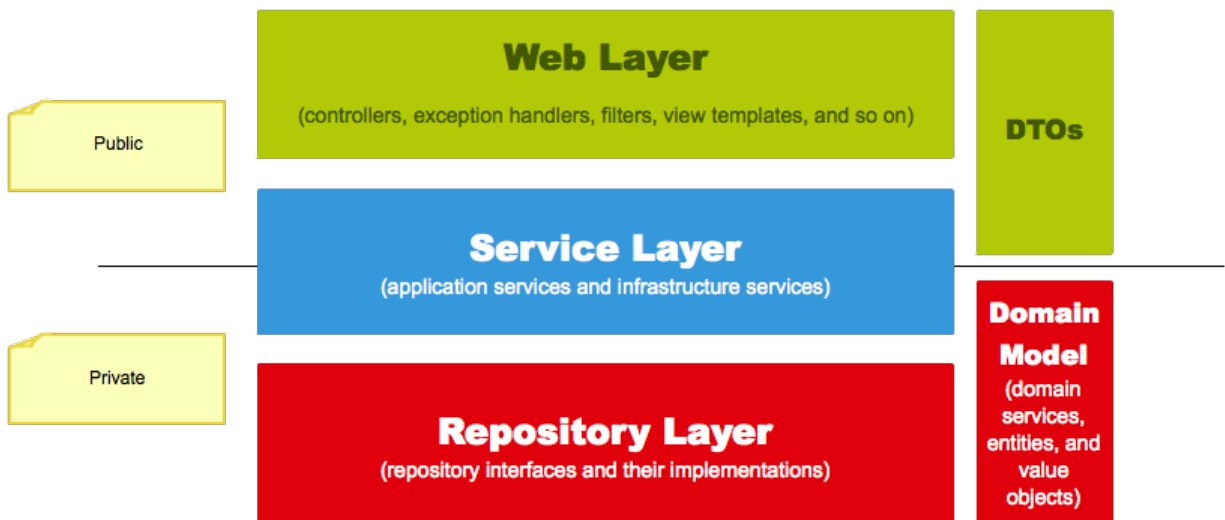 Web Layer
(controllers, exception handlers, filters, view templates, and so on)
DTOs
Public
Service Layer
(application services and infrastructure services)
Domain
Model
(domain
services,
entities, and
value
objects)
Private
Repository Layer
(repository interfaces and their implementations)